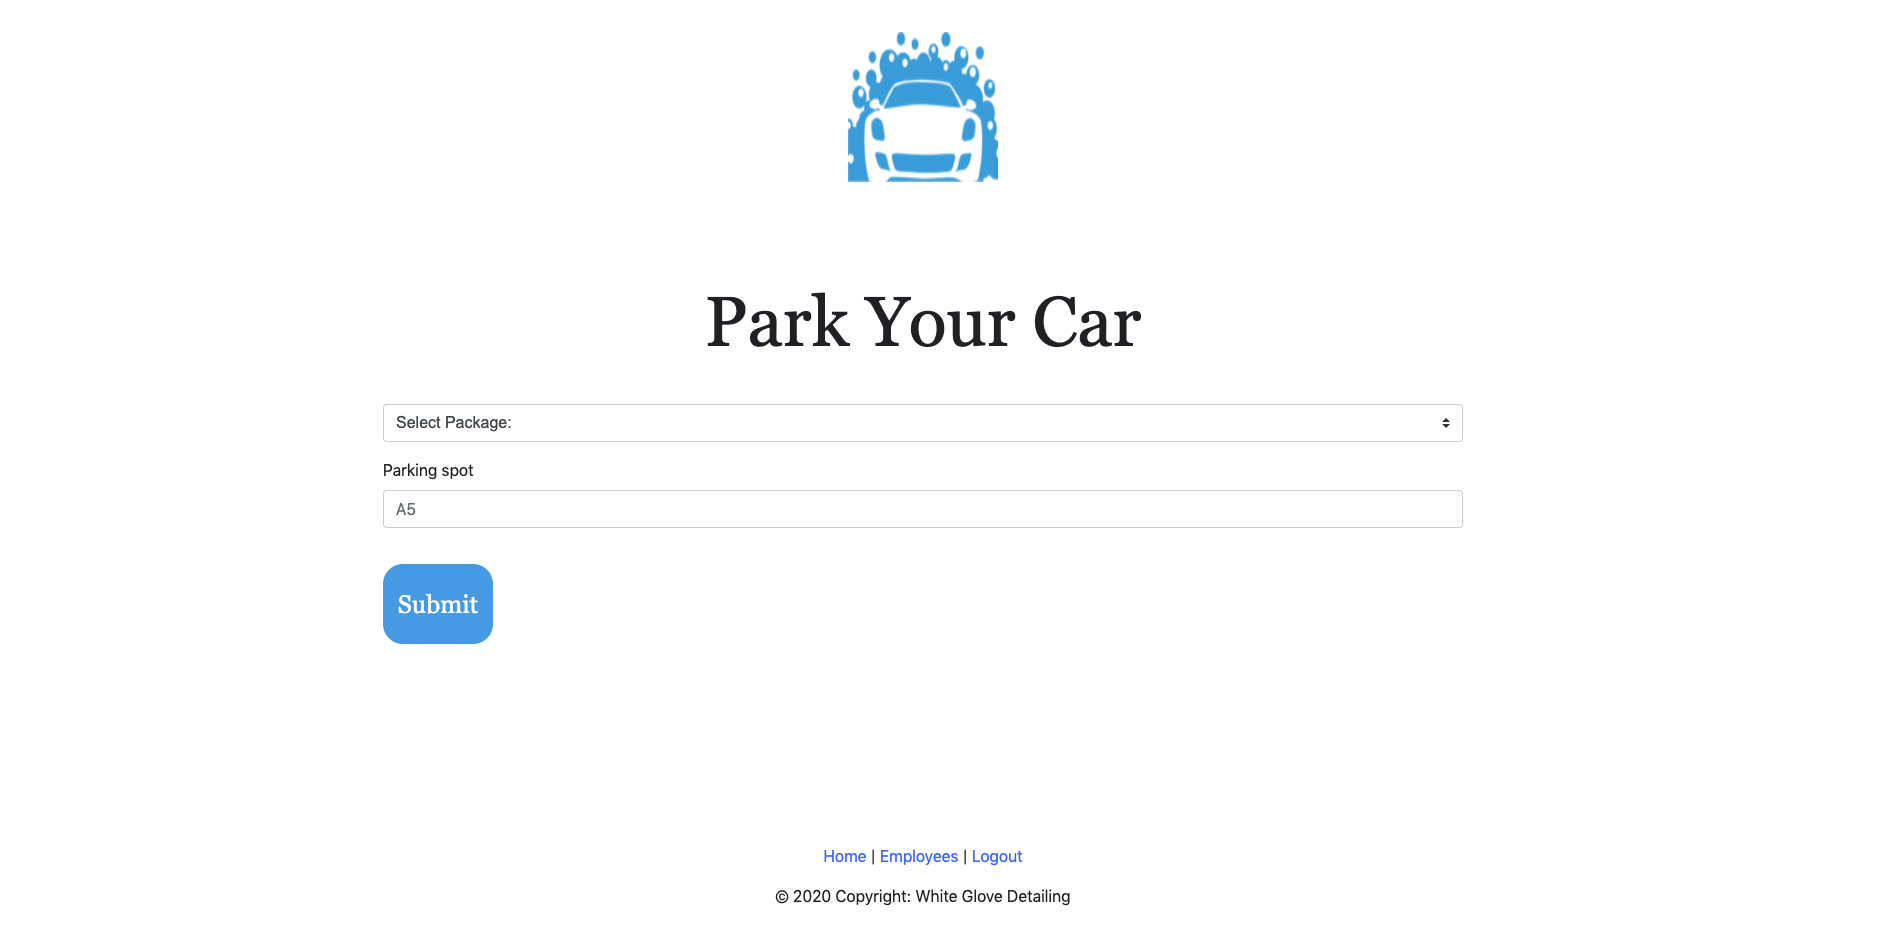 Park Your Car
Select Package:
Parking spot
A5
Submit
Home | Employees | Logout
© 2020 Copyright: White Glove Detailing